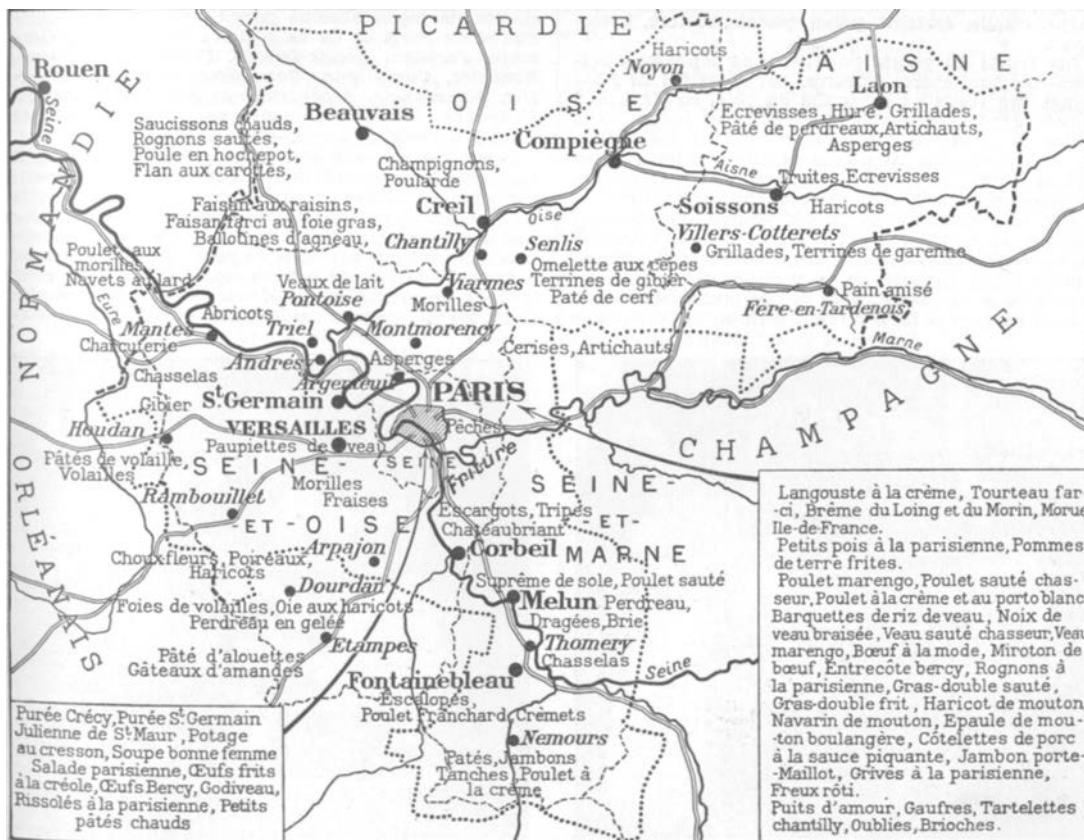 PICARDIE
Rouen
Seine
NORMANDIE
Haricots
Noyon
AISNE
OISE
Laon
Beauvais
Ecrevisses, Hure, Grillades,
Pâté de perdreaux, Artichauts,
Asperges
Saucissons chauds,
Rognons sautés,
Poule en hochepot,
Flan aux carottes,
Compiègne
Aisne
Champignons,
Poularde
Truites, Ecrevisses
Soissons
Haricots
Creil
Oise
Faisan aux raisins,
Faisan farci au foie gras,
Ballotines d'agneau,
Chantilly
Senlis
Villers-Cotterets
Grillades, Terrines de garenne
Poulet aux
morilles
Navets au lard
Omelette aux cèpes
Terrines de gibier
Paté de cerf
Veaux de lait
Viarmes
Morilles
Pontoise
Pain anisé
Fère-en-Tardenois
Eure
Abricots
Mantes
Charcuterie
Triel
Montmorency
Marne
Andrésy
Asperges
Cerises, Artichauts
Chasselas
Argenteuil
St. Germain
PARIS
CHAMPAGNE
Gibier
Houdan
VERSAILLES
Pêches
Paupiettes de veau
Pâtes de volaille
Volailles
SEINE-
ET-OISE
SEINE
Friture
Morilles
Fraises
SEINE-
ET-
MARNE
Rambouillet
Escargots, Tripes
Chateaubriant
ORLÉANAIS
Arpajon
Corbeil
Choux-fleurs, Poireaux,
Haricots
Dourdan
Suprême de sole, Poulet sauté
Melun
Perdreau,
Dragées, Brie
Foies de volailles, Oie aux haricots
Perdreau en gelée
Etampes
Thomery
Chasselas
Seine
Pâté d'alouettes
Gâteaux d'amandes
Fontainebleau
Escalopes,
Poulet Franchard, Crèmets
Nemours
Patés, Jambons
Tanches, Poulet à
la crème
Purée Crécy, Purée St. Germain
Julienne de St. Maur, Potage
au cresson, Soupe bonne femme
Salade parisienne, Œufs frits
à la créole, Œufs Bercy, Godiveau,
Rissolés à la parisienne, Petits
pâtés chauds
Langouste à la crême, Tourteau far-
-ci, Brême du Loing et du Morin, Morue
Ile-de-France.
Petits pois à la parisienne, Pommes
de terre frites.
Poulet marengo, Poulet sauté chas-
seur, Poulet à la crème et au porto blanc
Barquettes de riz de veau, Noix de
veau braisée, Veau sauté chasseur, Veau
marengo, Bœuf à la mode, Miroton de
bœuf, Entrecôte bercy, Rognons à
la parisienne, Gras-double sauté,
Gras-double frit, Haricot de mouton
Navarin de mouton, Epaule de mou-
-ton boulangère, Côtelettes de porc
à la sauce piquante, Jambon porte-
-Maillot, Grives à la parisienne,
Freux rôti.
Puits d'amour, Gaufres, Tartelettes
chantilly, Oublies, Brioches.